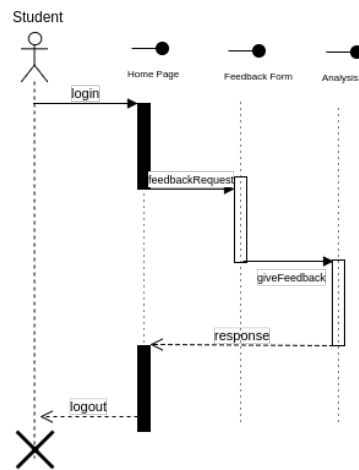 Student
Home Page
Feedback Form
Analysis
login
feedbackRequest
giveFeedback
response
logout